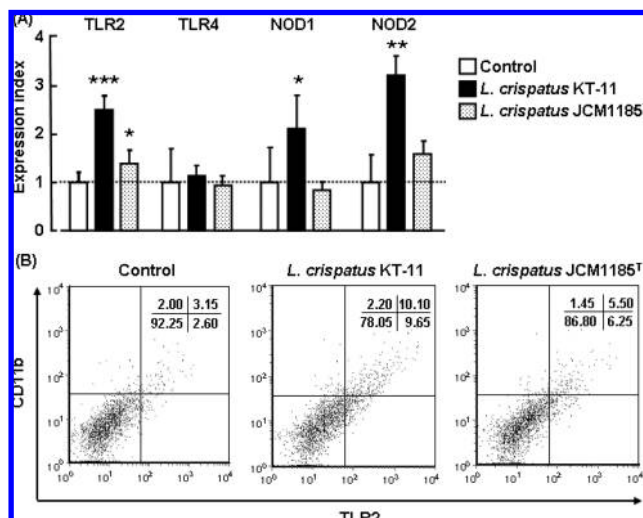 (A)
TLR2 TLR4 NOD1 NOD2
Expression index
4
3
2
1
0
*** * * **
Control
L. crispatus KT-11
L. crispatus JCM1185
(B)
Control L. crispatus KT-11 L. crispatus JCM1185ᵀ
CD11b
10⁴
10³
10²
10¹
10⁰
2.00 3.15
92.25 2.60
10⁰ 10¹ 10² 10³ 10⁴
10⁴
10³
10²
10¹
10⁰
2.20 10.10
78.05 9.65
10⁰ 10¹ 10² 10³ 10⁴
10⁴
10³
10²
10¹
10⁰
1.45 5.50
86.80 6.25
10⁰ 10¹ 10² 10³ 10⁴
TLR2